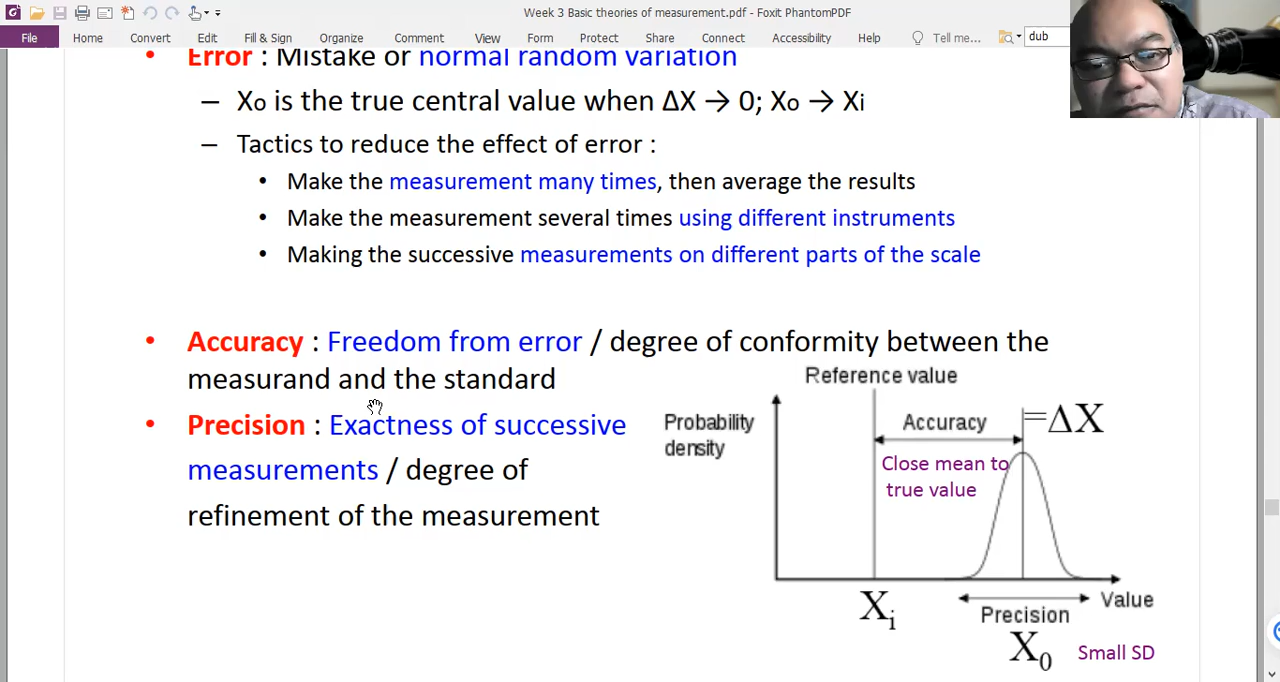 Week 3 Basic theories of measurement.pdf - Foxit PhantomPDF
File Home Convert Edit Fill & Sign Organize Comment View Form Protect Share Connect Accessibility Help Tell me... dub
• Error : Mistake or normal random variation
– Xo is the true central value when ΔX → 0; Xo → Xi
– Tactics to reduce the effect of error :
• Make the measurement many times, then average the results
• Make the measurement several times using different instruments
• Making the successive measurements on different parts of the scale
• Accuracy : Freedom from error / degree of conformity between the
measurand and the standard
• Precision : Exactness of successive
measurements / degree of
refinement of the measurement
Reference value
Probability
density
Accuracy
=ΔX
Close mean to
true value
Value
Xi
Precision
X0
Small SD